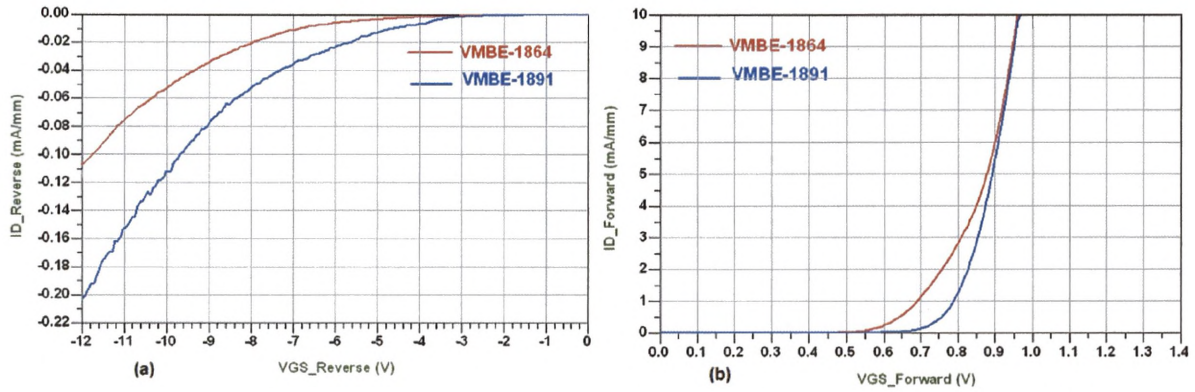 0.00
-0.02
-0.04
-0.06
-0.08
-0.10
-0.12
-0.14
-0.16
-0.18
-0.20
-0.22
ID_Reverse (mA/mm)
VMBE-1864
VMBE-1891
-12 -11 -10 -9 -8 -7 -6 -5 -4 -3 -2 -1 0
(a) VGS_Reverse (V)
10
9
8
7
6
5
4
3
2
1
0
ID_Forward (mA/mm)
VMBE-1864
VMBE-1891
0.0 0.1 0.2 0.3 0.4 0.5 0.6 0.7 0.8 0.9 1.0 1.1 1.2 1.3 1.4
(b) VGS_Forward (V)